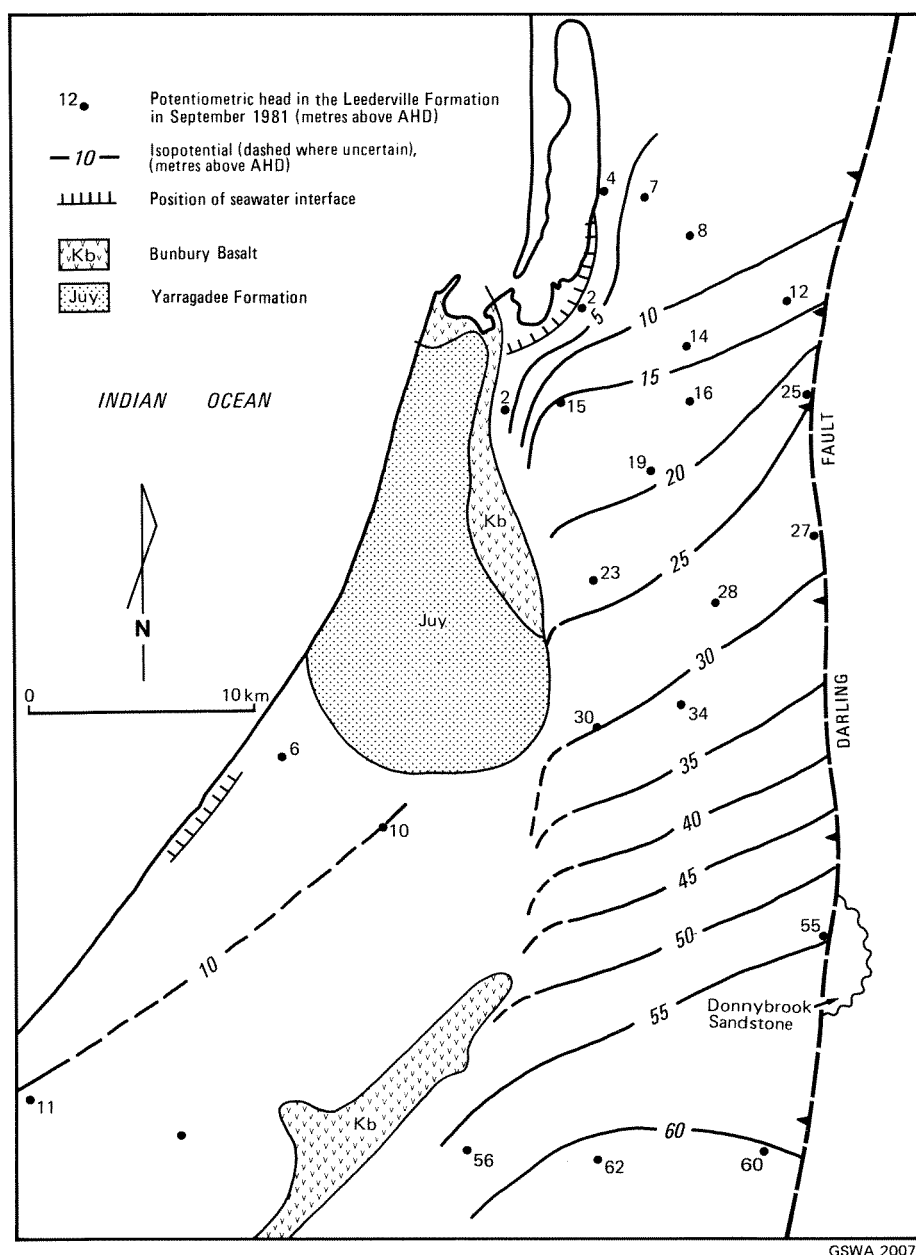 12
Potentiometric head in the Leederville Formation
in September 1981 (metres above AHD)
10
Isopotential (dashed where uncertain),
(metres above AHD)
Position of seawater interface
Kb
Bunbury Basalt
Juy
Yarragadee Formation
4
7
8
2
5
10
12
14
15
INDIAN OCEAN
2
15
16
25
FAULT
19
20
Kb
27
25
23
28
Juy
N
30
0
10 km
30
34
DARLING
6
35
10
40
45
50
55
10
55
Donnybrook
Sandstone
11
Kb
60
56
62
60
GSWA 2007